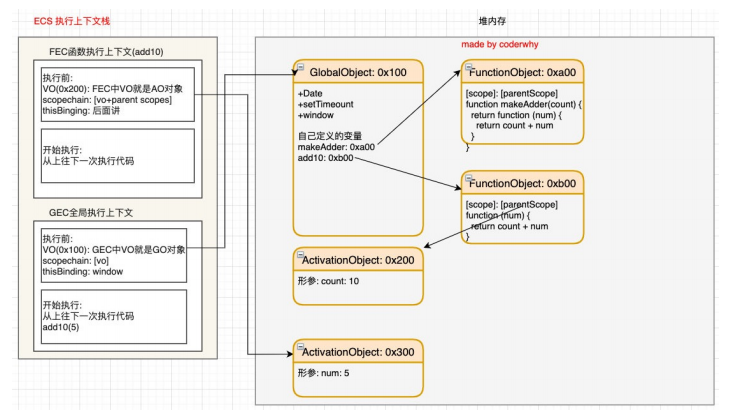 ECS 执行上下文栈
堆内存
made by coderwhy
FEC函数执行上下文(add10)
执行前:
VO(0x200): FEC中VO就是AO对象
scopechain: [vo+parent scopes]
thisBinging: 后面讲
开始执行:
从上往下一次执行代码
GEC全局执行上下文
执行前:
VO(0x100): GEC中VO就是GO对象
scopechain: [vo]
thisBinding: window
开始执行:
从上往下一次执行代码
add10(5)
GlobalObject: 0x100
+Date
+setTimeount
+window
自己定义的变量
makeAdder: 0xa00
add10: 0xb00
FunctionObject: 0xa00
[scope]: [parentScope]
function makeAdder(count) {
return function (num) {
return count + num
}
}
FunctionObject: 0xb00
[scope]: [parentScope]
function (num) {
return count + num
}
ActivationObject: 0x200
形参: count: 10
ActivationObject: 0x300
形参: num: 5